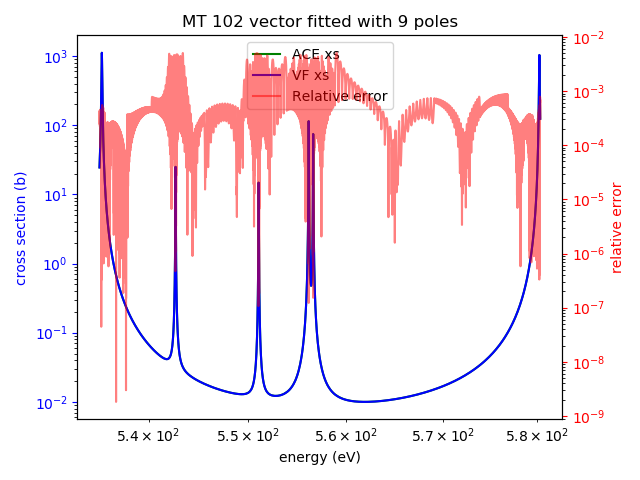 MT 102 vector fitted with 9 poles
ACE xs
VF xs
Relative error
10³
10²
10¹
10⁰
10⁻¹
10⁻²
cross section (b)
10⁻²
10⁻³
10⁻⁴
10⁻⁵
10⁻⁶
10⁻⁷
10⁻⁸
10⁻⁹
relative error
5.4 × 10² 5.5 × 10² 5.6 × 10² 5.7 × 10² 5.8 × 10²
energy (eV)